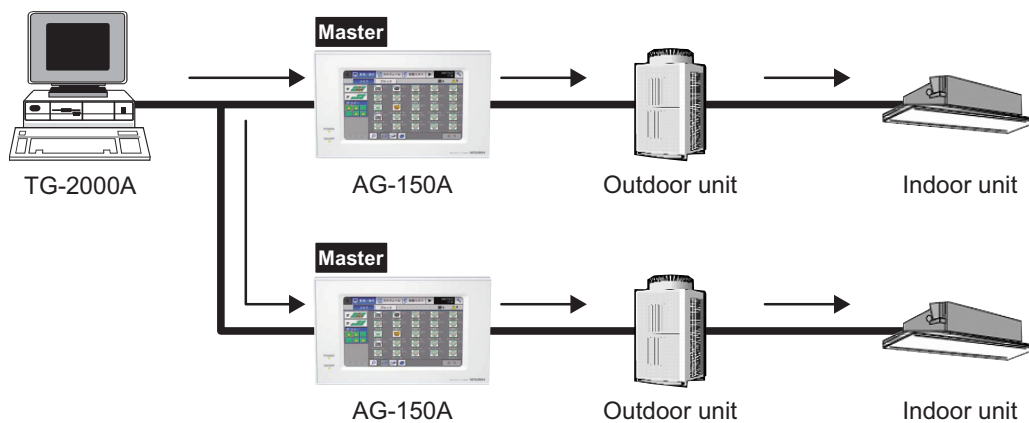 Master
TG-2000A
AG-150A
Outdoor unit
Indoor unit
Master
AG-150A
Outdoor unit
Indoor unit